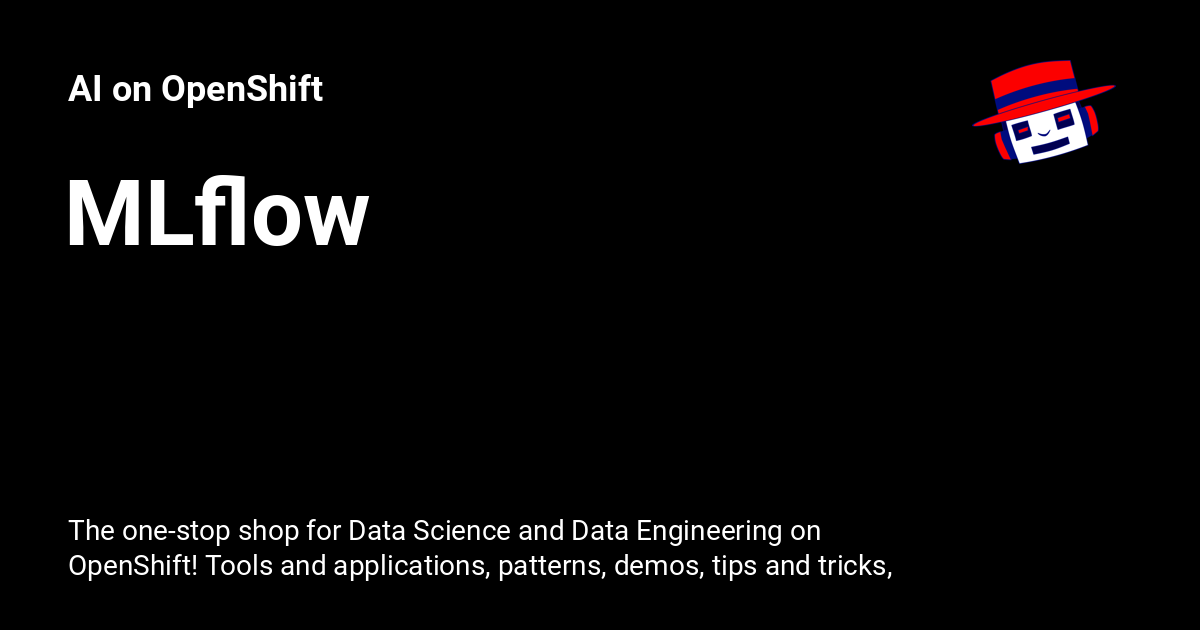 AI on OpenShift
MLflow
The one-stop shop for Data Science and Data Engineering on
OpenShift! Tools and applications, patterns, demos, tips and tricks,